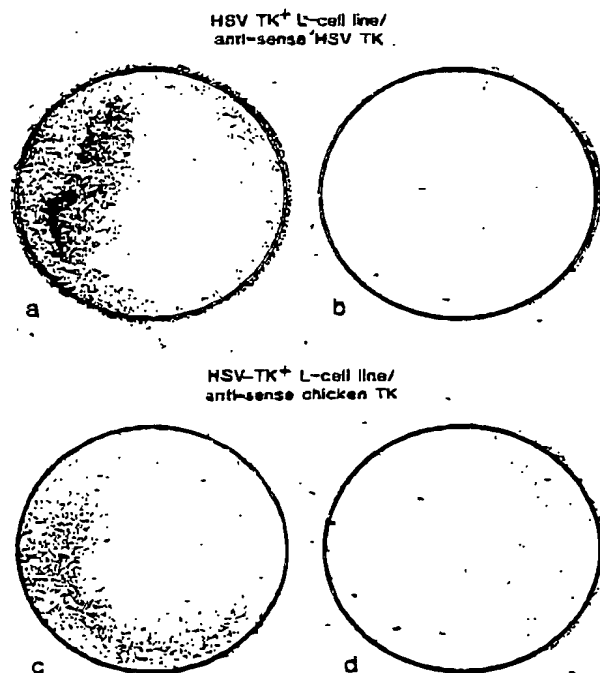 HSV TK+ L-cell line/
anti-sense HSV TK
a
b
HSV-TK+ L-cell line/
anti-sense chicken TK
c
d